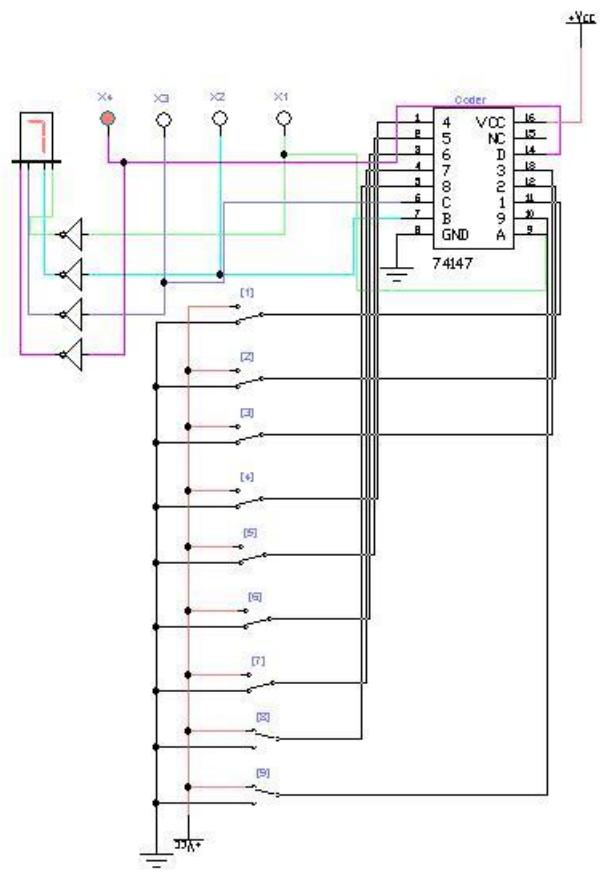 +Vcc
X4 X3 X2 X1
Coder
1 4 VCC 16
2 5 NC 15
3 6 D 14
4 7 3 13
5 8 2 12
6 C 1 11
7 B 9 10
8 GND A 9
74147
[1]
[2]
[3]
[4]
[5]
[6]
[7]
[8]
[9]
+Vcc